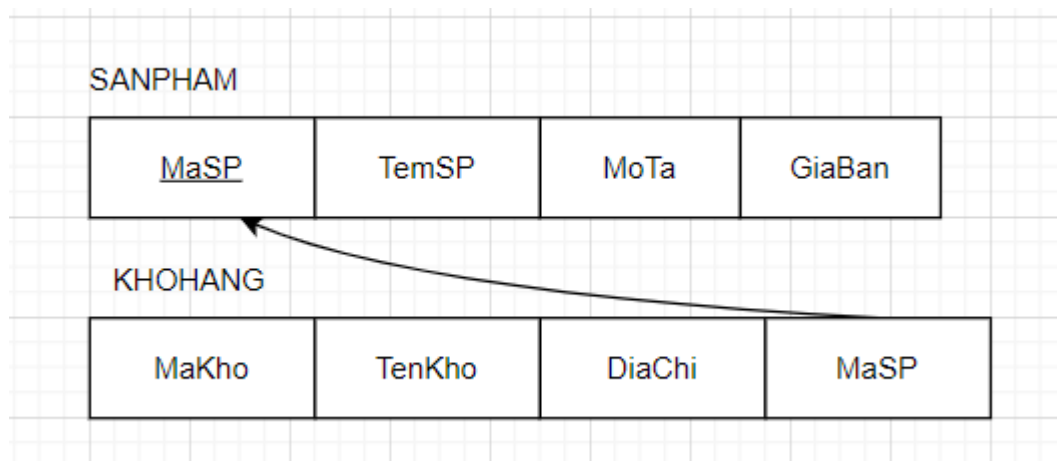 SANPHAM
MaSP TemSP MoTa GiaBan
KHOHANG
MaKho TenKho DiaChi MaSP